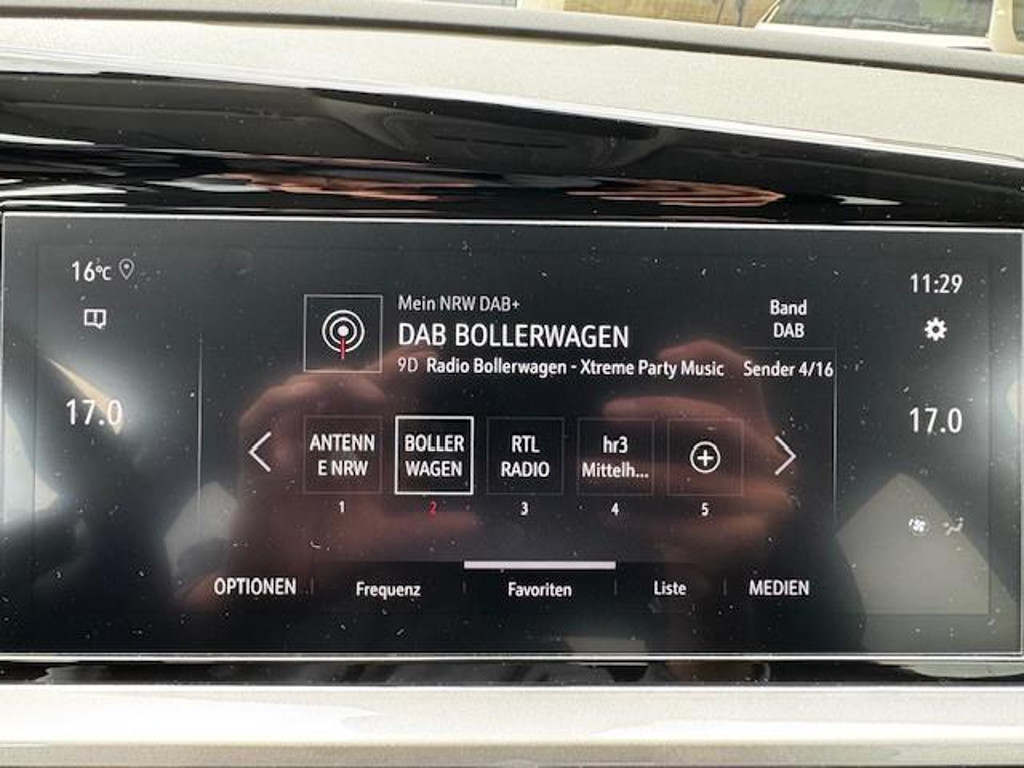 16°C
11:29
Mein NRW DAB+
DAB BOLLERWAGEN
9D Radio Bollerwagen - Xtreme Party Music
Band
DAB
Sender 4/16
17.0
17.0
ANTENN
E NRW
1
BOLLER
WAGEN
2
RTL
RADIO
3
hr3
Mittelh...
4
5
OPTIONEN
Frequenz
Favoriten
Liste
MEDIEN